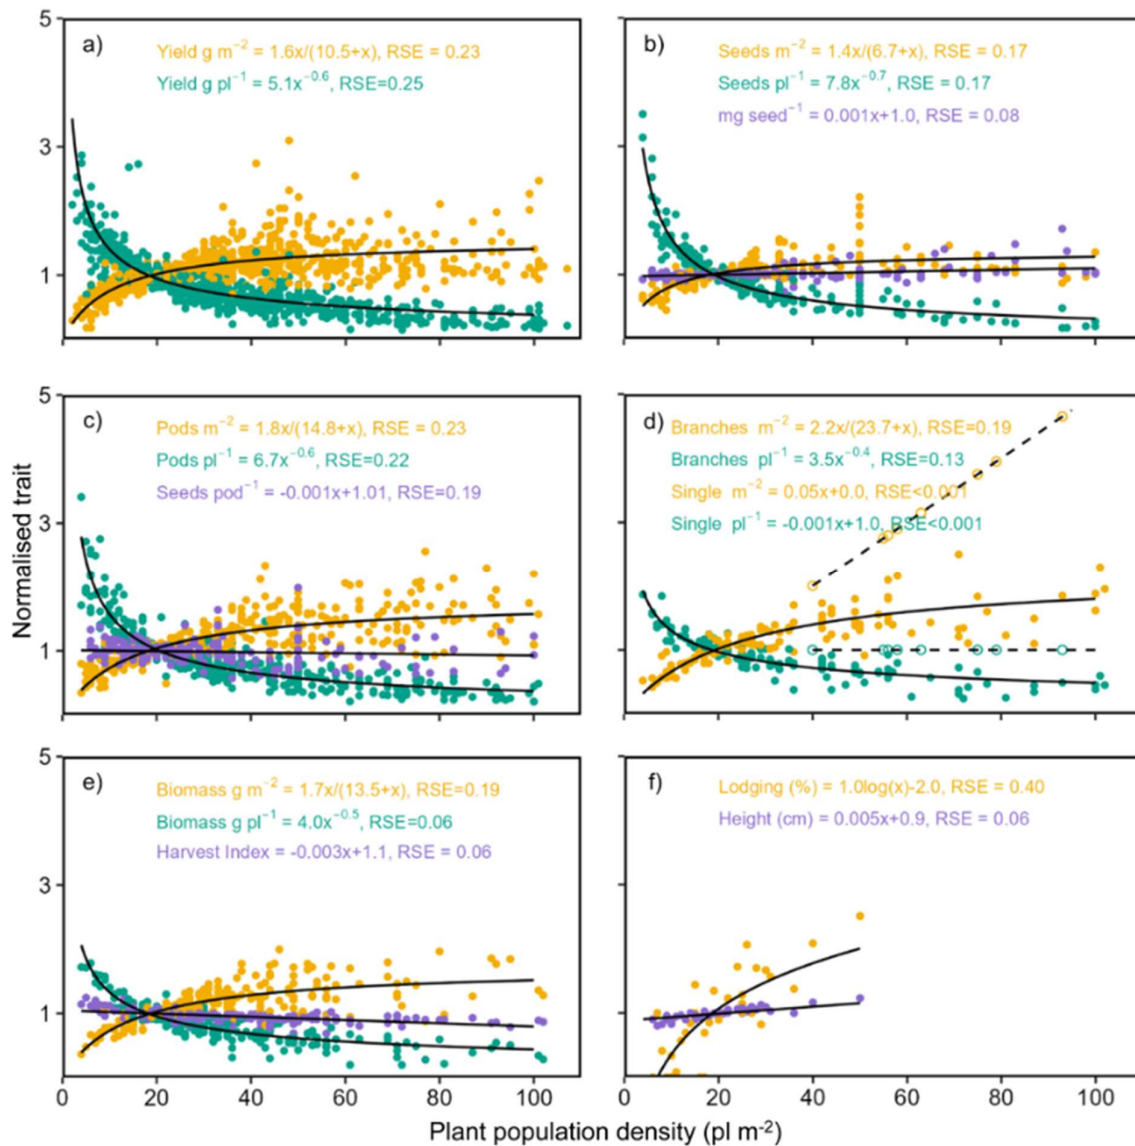 5
a)
Yield g m⁻² = 1.6x/(10.5+x), RSE = 0.23
Yield g pl⁻¹ = 5.1x⁻⁰·⁶, RSE=0.25
3
1
b)
Seeds m⁻² = 1.4x/(6.7+x), RSE = 0.17
Seeds pl⁻¹ = 7.8x⁻⁰·⁷, RSE = 0.17
mg seed⁻¹ = 0.001x+1.0, RSE = 0.08
5
c)
Pods m⁻² = 1.8x/(14.8+x), RSE = 0.23
Pods pl⁻¹ = 6.7x⁻⁰·⁶, RSE=0.22
Seeds pod⁻¹ = -0.001x+1.01, RSE=0.19
3
1
d)
Branches m⁻² = 2.2x/(23.7+x), RSE=0.19
Branches pl⁻¹ = 3.5x⁻⁰·⁴, RSE=0.13
Single m⁻² = 0.05x+0.0, RSE<0.001
Single pl⁻¹ = -0.001x+1.0, RSE<0.001
Normalised trait
5
e)
Biomass g m⁻² = 1.7x/(13.5+x), RSE=0.19
Biomass g pl⁻¹ = 4.0x⁻⁰·⁵, RSE=0.06
Harvest Index = -0.003x+1.1, RSE = 0.06
3
1
f)
Lodging (%) = 1.0log(x)-2.0, RSE = 0.40
Height (cm) = 0.005x+0.9, RSE = 0.06
0 20 40 60 80 100
0 20 40 60 80 100
Plant population density (pl m⁻²)